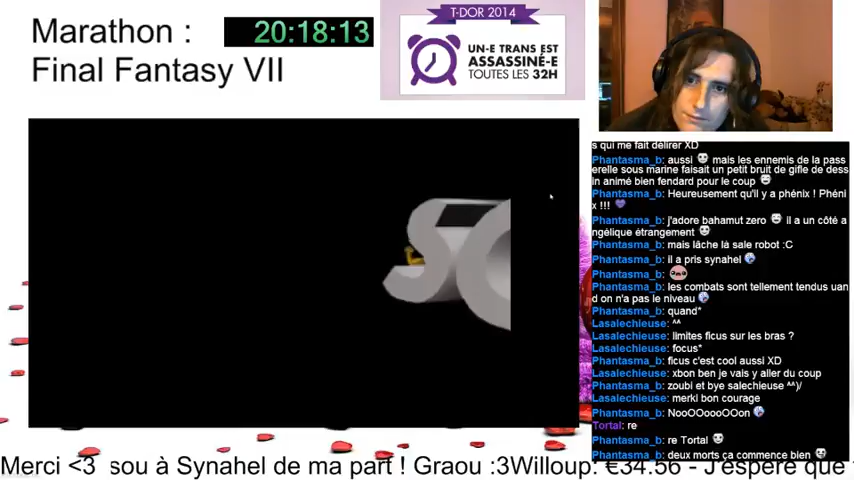 Marathon :
20:18:13
Final Fantasy VII
T-DOR 2014
UN-E TRANS EST
ASSASSINÉ-E
TOUTES LES 32H
SQ
s qui me fait délirer XD
Phantasma_b: aussi mais les ennemis de la pass
erelle sous marine faisait un petit bruit de gifle de dess
in animé bien fendard pour le coup
Phantasma_b: Heureusement qu'il y a phénix ! Phéni
x !!!
Phantasma_b: j'adore bahamut zero il a un côté a
ngélique étrangement
Phantasma_b: mais lâche là sale robot :C
Phantasma_b: il a pris synahel
Phantasma_b:
Phantasma_b: les combats sont tellement tendus uan
d on n'a pas le niveau
Phantasma_b: quand*
Lasalechieuse: ^^
Lasalechieuse: llimites ficus sur les bras ?
Lasalechieuse: focus*
Phantasma_b: ficus c'est cool aussi XD
Lasalechieuse: xbon ben je vais y aller du coup
Phantasma_b: zoubi et bye salechieuse ^^)/
Lasalechieuse: merki bon courage
Phantasma_b: NooOOoooOOon
Tortal: re
Phantasma_b: re Tortal
Phantasma_b: deux morts ça commence bien
Merci <3 sou à Synahel de ma part ! Graou :3Willoup: €34.56 - J'espère que